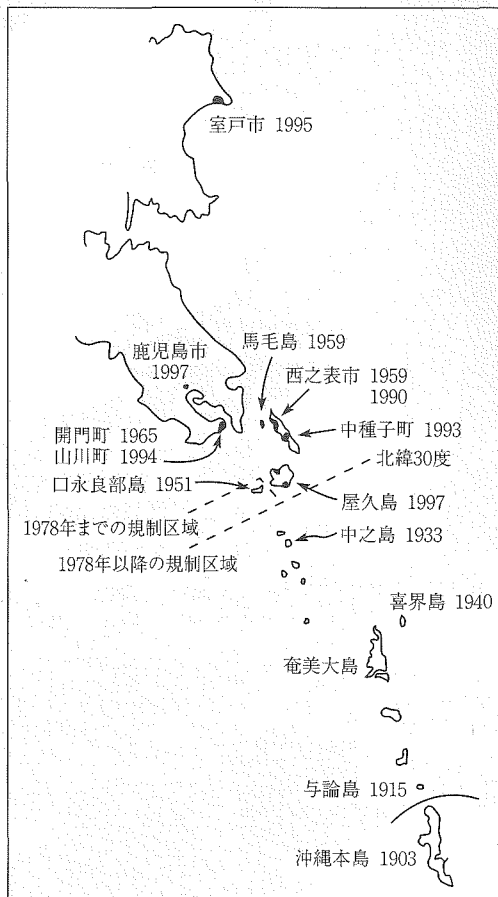 室戸市 1995
馬毛島 1959
鹿児島市
1997
西之表市 1959
1990
開門町 1965
山川町 1994
中種子町 1993
北緯30度
口永良部島 1951
屋久島 1997
1978年までの規制区域
中之島 1933
1978年以降の規制区域
喜界島 1940
奄美大島
与論島 1915
沖縄本島 1903